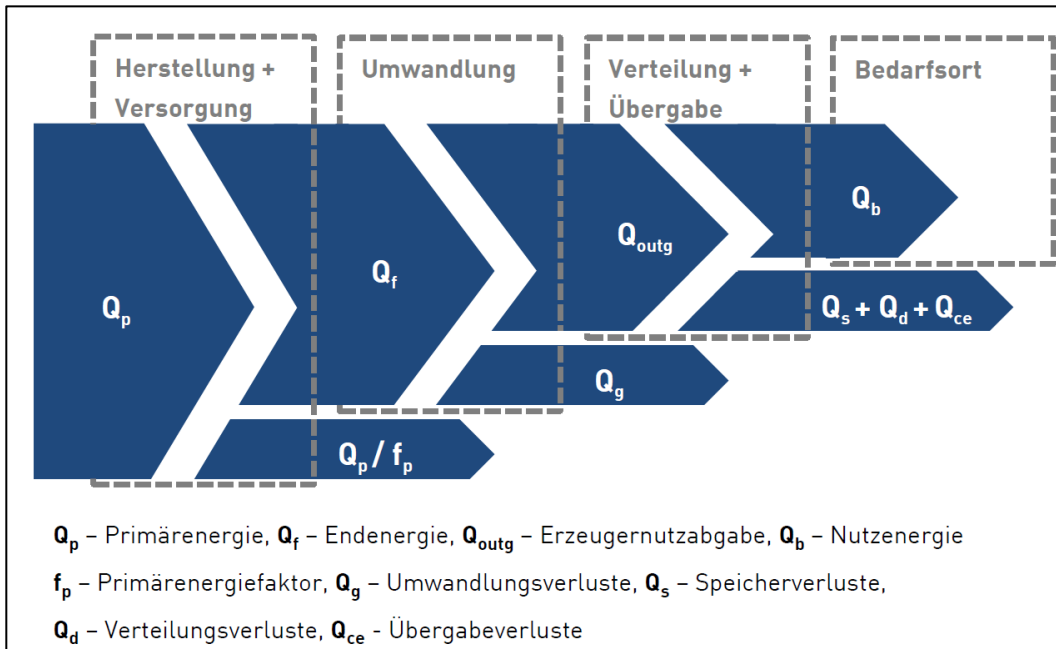 Herstellung +
Versorgung
Umwandlung
Verteilung +
Übergabe
Bedarfsort
Qp
Qf
Qoutg
Qb
Qs + Qd + Qce
Qg
Qp / fp
Qp – Primärenergie, Qf – Endenergie, Qoutg – Erzeugernutzabgabe, Qb – Nutzenergie
fp – Primärenergiefaktor, Qg – Umwandlungsverluste, Qs – Speicherverluste,
Qd – Verteilungsverluste, Qce - Übergabeverluste